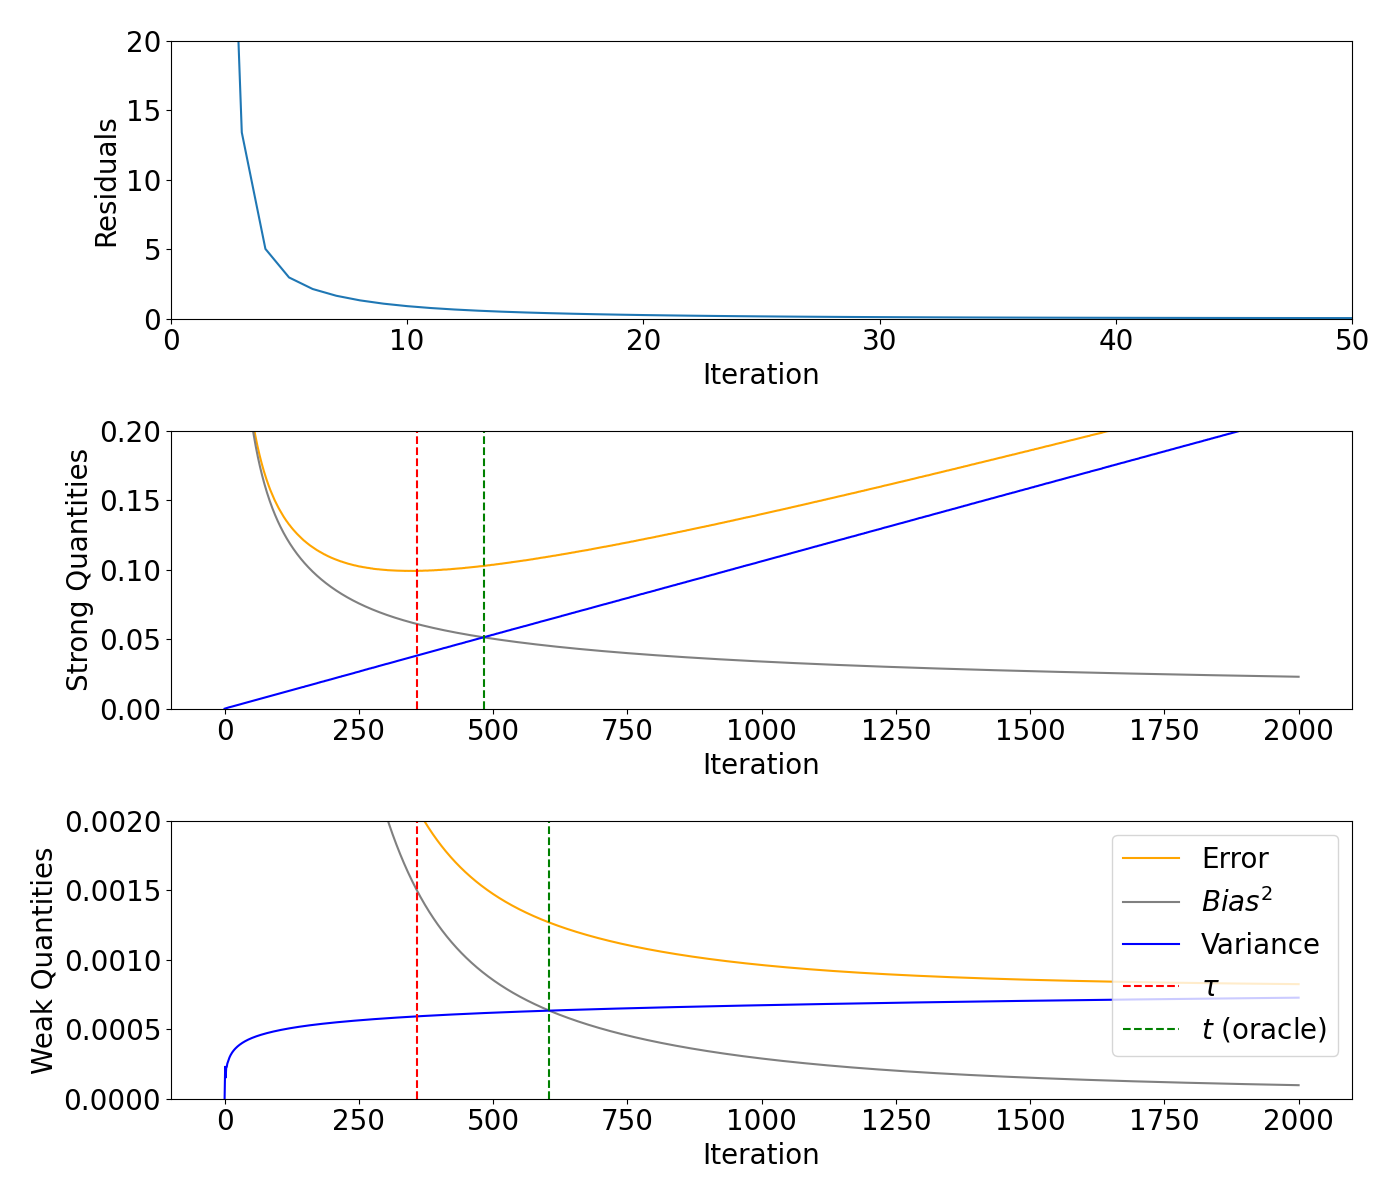 20
15
10
5
0
Residuals
0 10 20 30 40 50
Iteration
0.20
0.15
0.10
0.05
0.00
Strong Quantities
0 250 500 750 1000 1250 1500 1750 2000
Iteration
0.0020
0.0015
0.0010
0.0005
0.0000
Weak Quantities
Error
Bias²
Variance
τ
t (oracle)
0 250 500 750 1000 1250 1500 1750 2000
Iteration